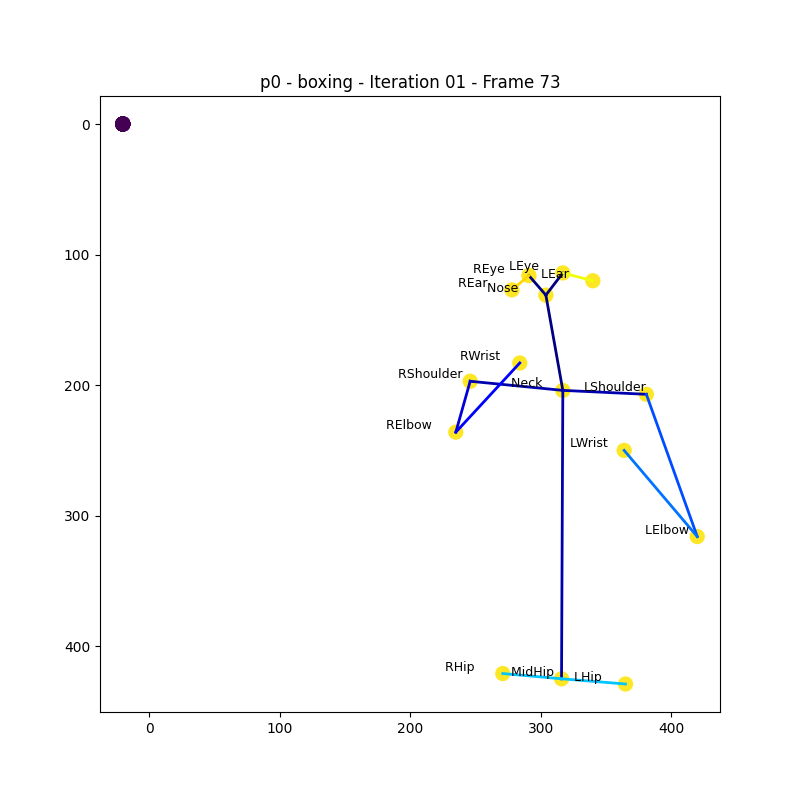 p0 - boxing - Iteration 01 - Frame 73
0
100
200
300
400
REye LEye LEar
REar Nose
RWrist
RShoulder Neck LShoulder
RElbow
LWrist
LElbow
RHip MidHip LHip
0 100 200 300 400